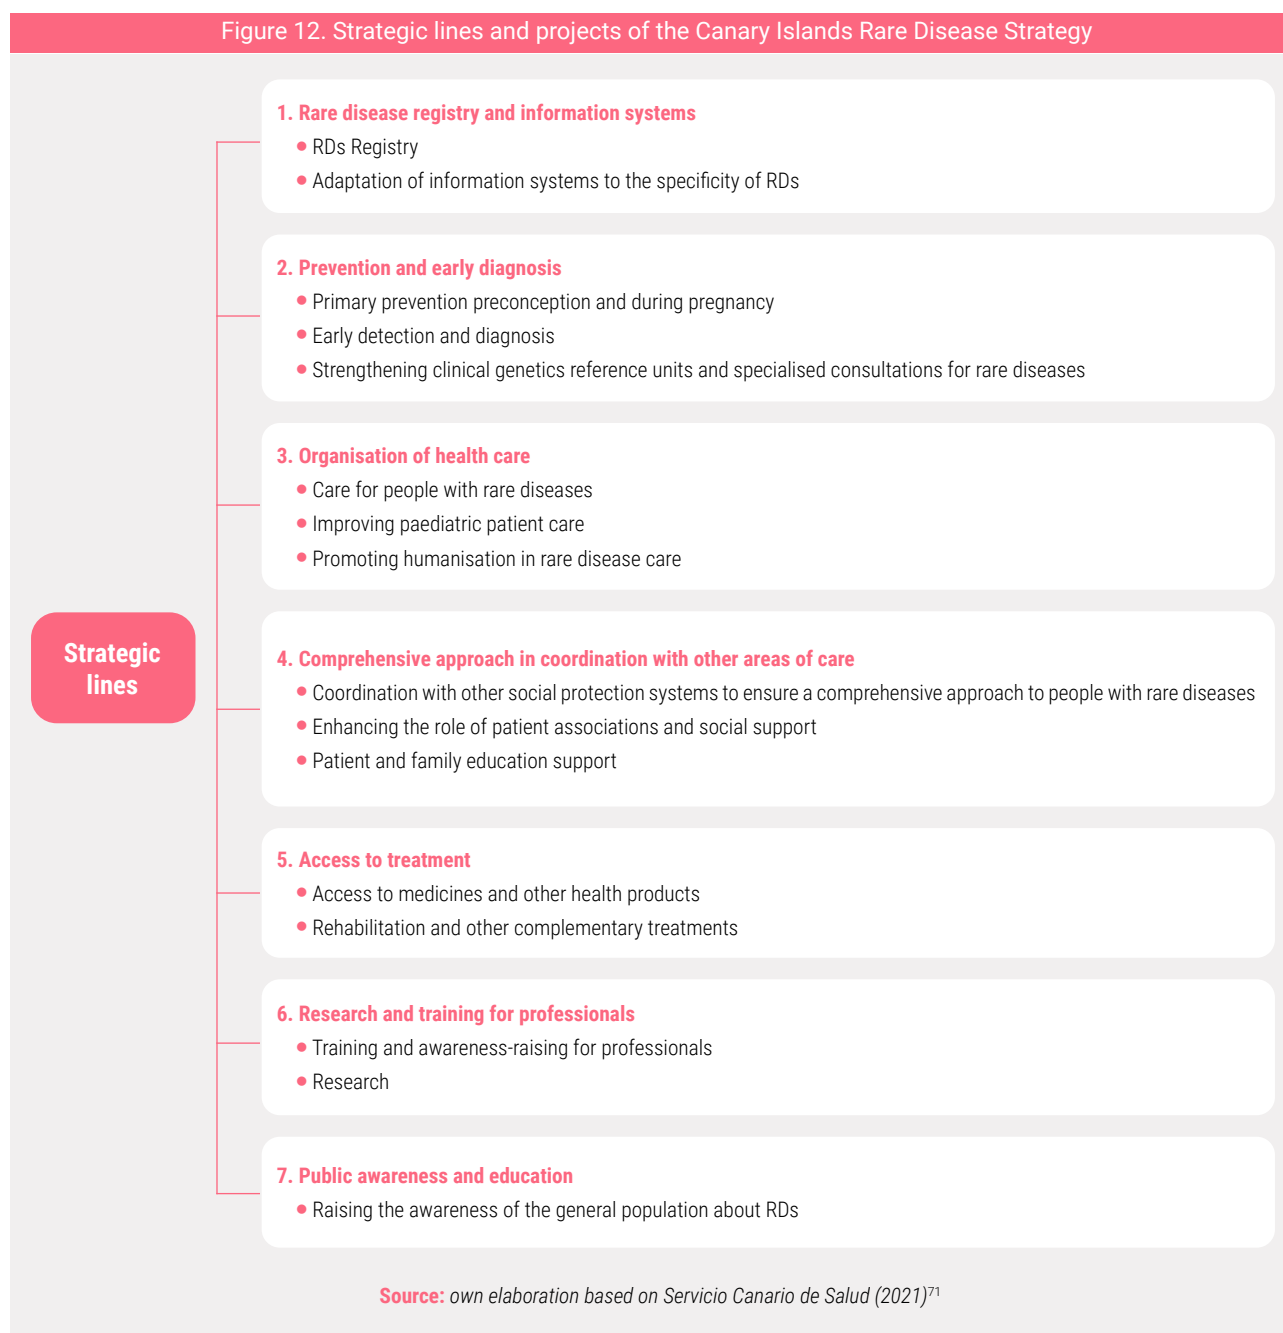 Figure 12. Strategic lines and projects of the Canary Islands Rare Disease Strategy
Strategic
lines
1. Rare disease registry and information systems
• RDs Registry
• Adaptation of information systems to the specificity of RDs
2. Prevention and early diagnosis
• Primary prevention preconception and during pregnancy
• Early detection and diagnosis
• Strengthening clinical genetics reference units and specialised consultations for rare diseases
3. Organisation of health care
• Care for people with rare diseases
• Improving paediatric patient care
• Promoting humanisation in rare disease care
4. Comprehensive approach in coordination with other areas of care
• Coordination with other social protection systems to ensure a comprehensive approach to people with rare diseases
• Enhancing the role of patient associations and social support
• Patient and family education support
5. Access to treatment
• Access to medicines and other health products
• Rehabilitation and other complementary treatments
6. Research and training for professionals
• Training and awareness-raising for professionals
• Research
7. Public awareness and education
• Raising the awareness of the general population about RDs
Source: own elaboration based on Servicio Canario de Salud (2021)71